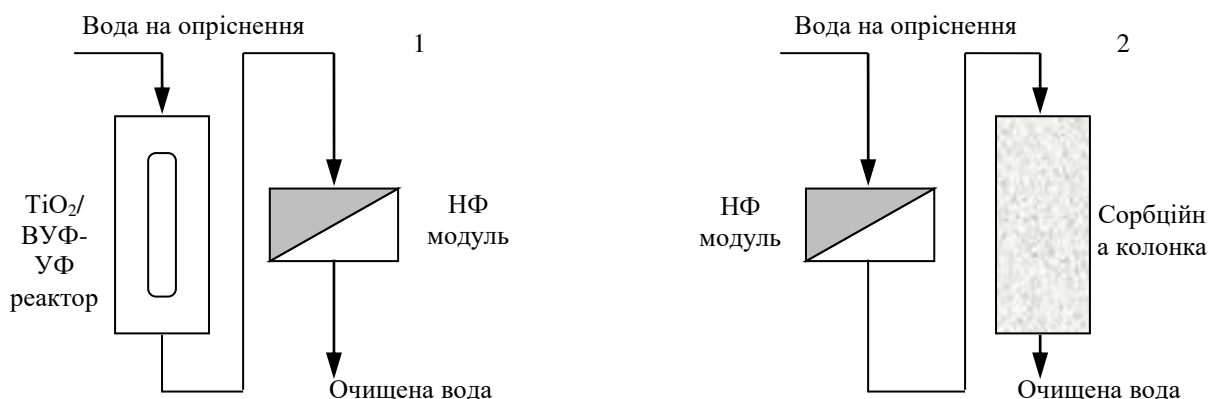 Вода на опріснення
1
TiO₂/
ВУФ-
УФ
реактор
НФ
модуль
Очищена вода
Вода на опріснення
2
НФ
модуль
Сорбційн
а колонка
Очищена вода